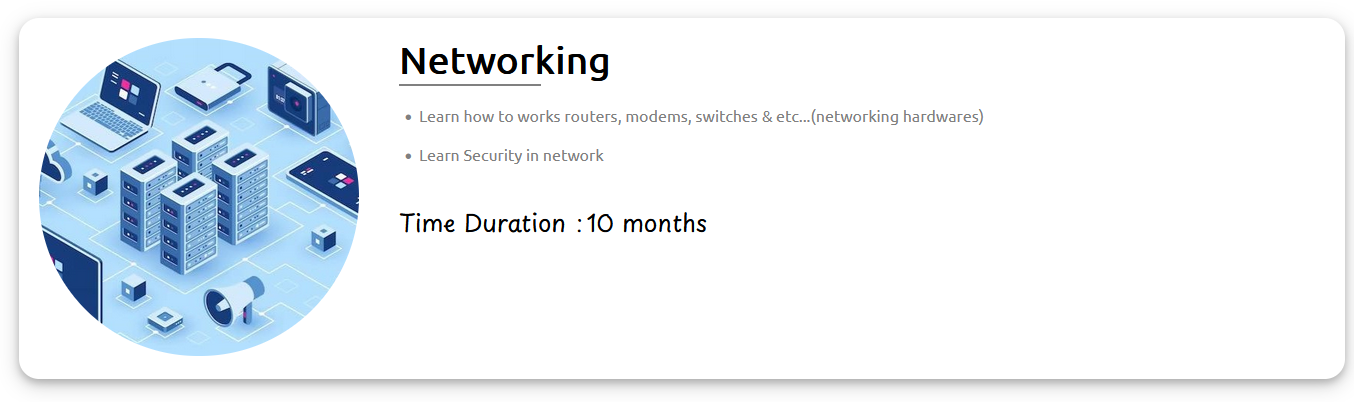 Networking
Learn how to works routers, modems, switches & etc...(networking hardwares)
Learn Security in network
Time Duration :10 months